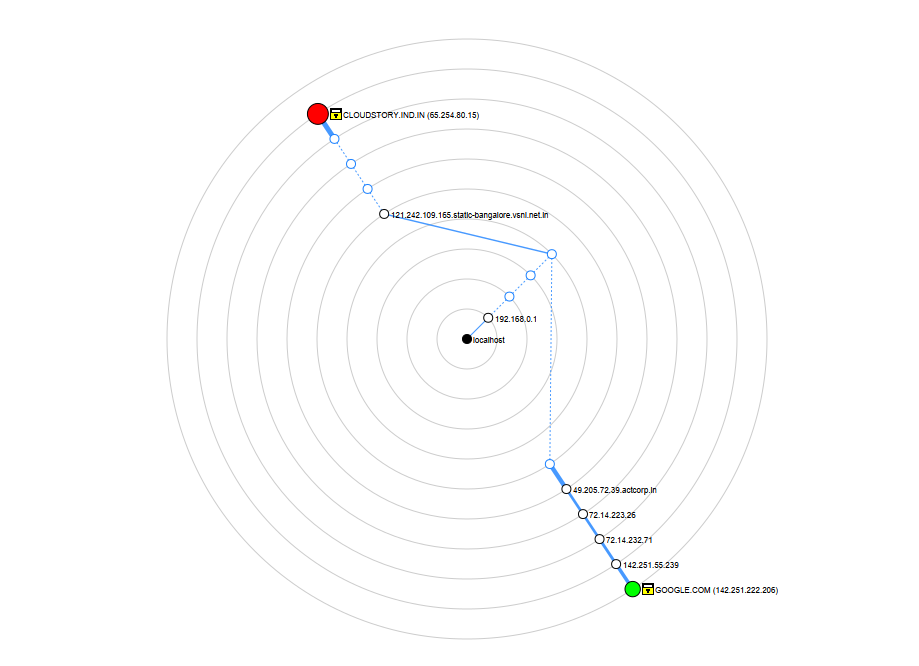 CLOUDSTORY.IND.IN (65.254.80.15)
121.242.109.165.static-bangalore.vsnl.net.in
192.168.0.1
localhost
49.205.72.39.actcorp.in
72.14.223.26
72.14.232.71
142.251.55.239
GOOGLE.COM (142.251.222.206)